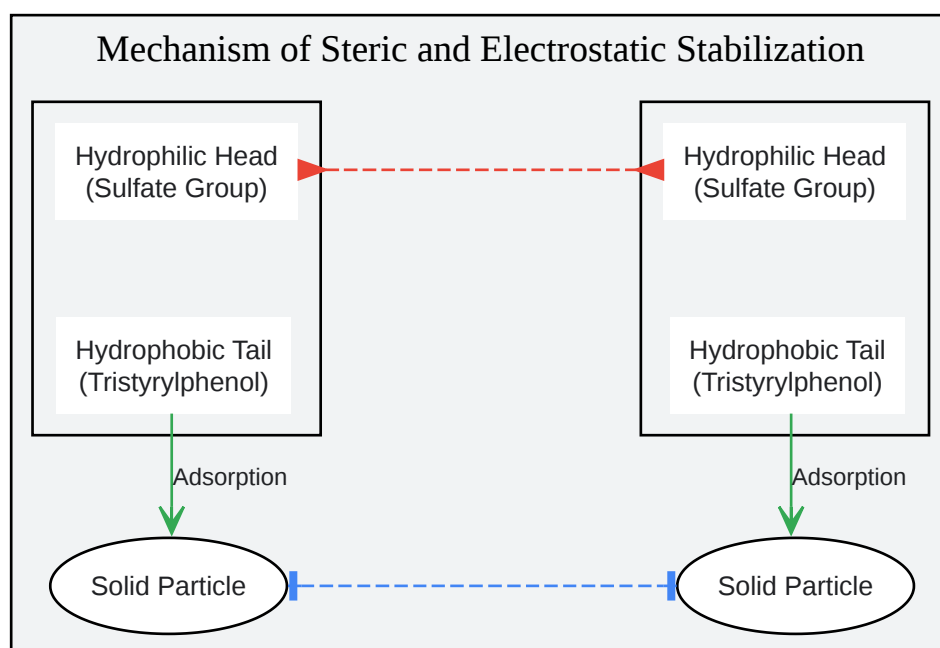 Mechanism of Steric and Electrostatic Stabilization
Hydrophilic Head
(Sulfate Group)
Hydrophilic Head
(Sulfate Group)
Hydrophobic Tail
(Tristyrylphenol)
Hydrophobic Tail
(Tristyrylphenol)
Adsorption
Adsorption
Solid Particle
Solid Particle